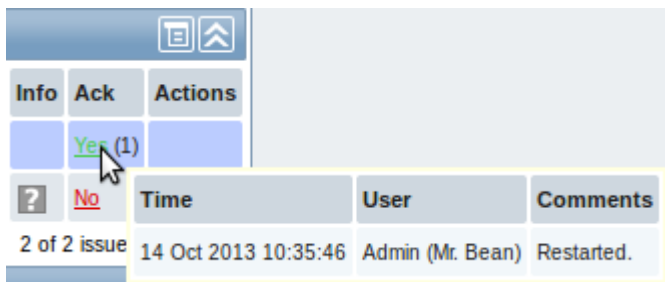 Info Ack Actions
Yes (1)
? No
Time User Comments
2 of 2 issue
14 Oct 2013 10:35:46 Admin (Mr. Bean) Restarted.